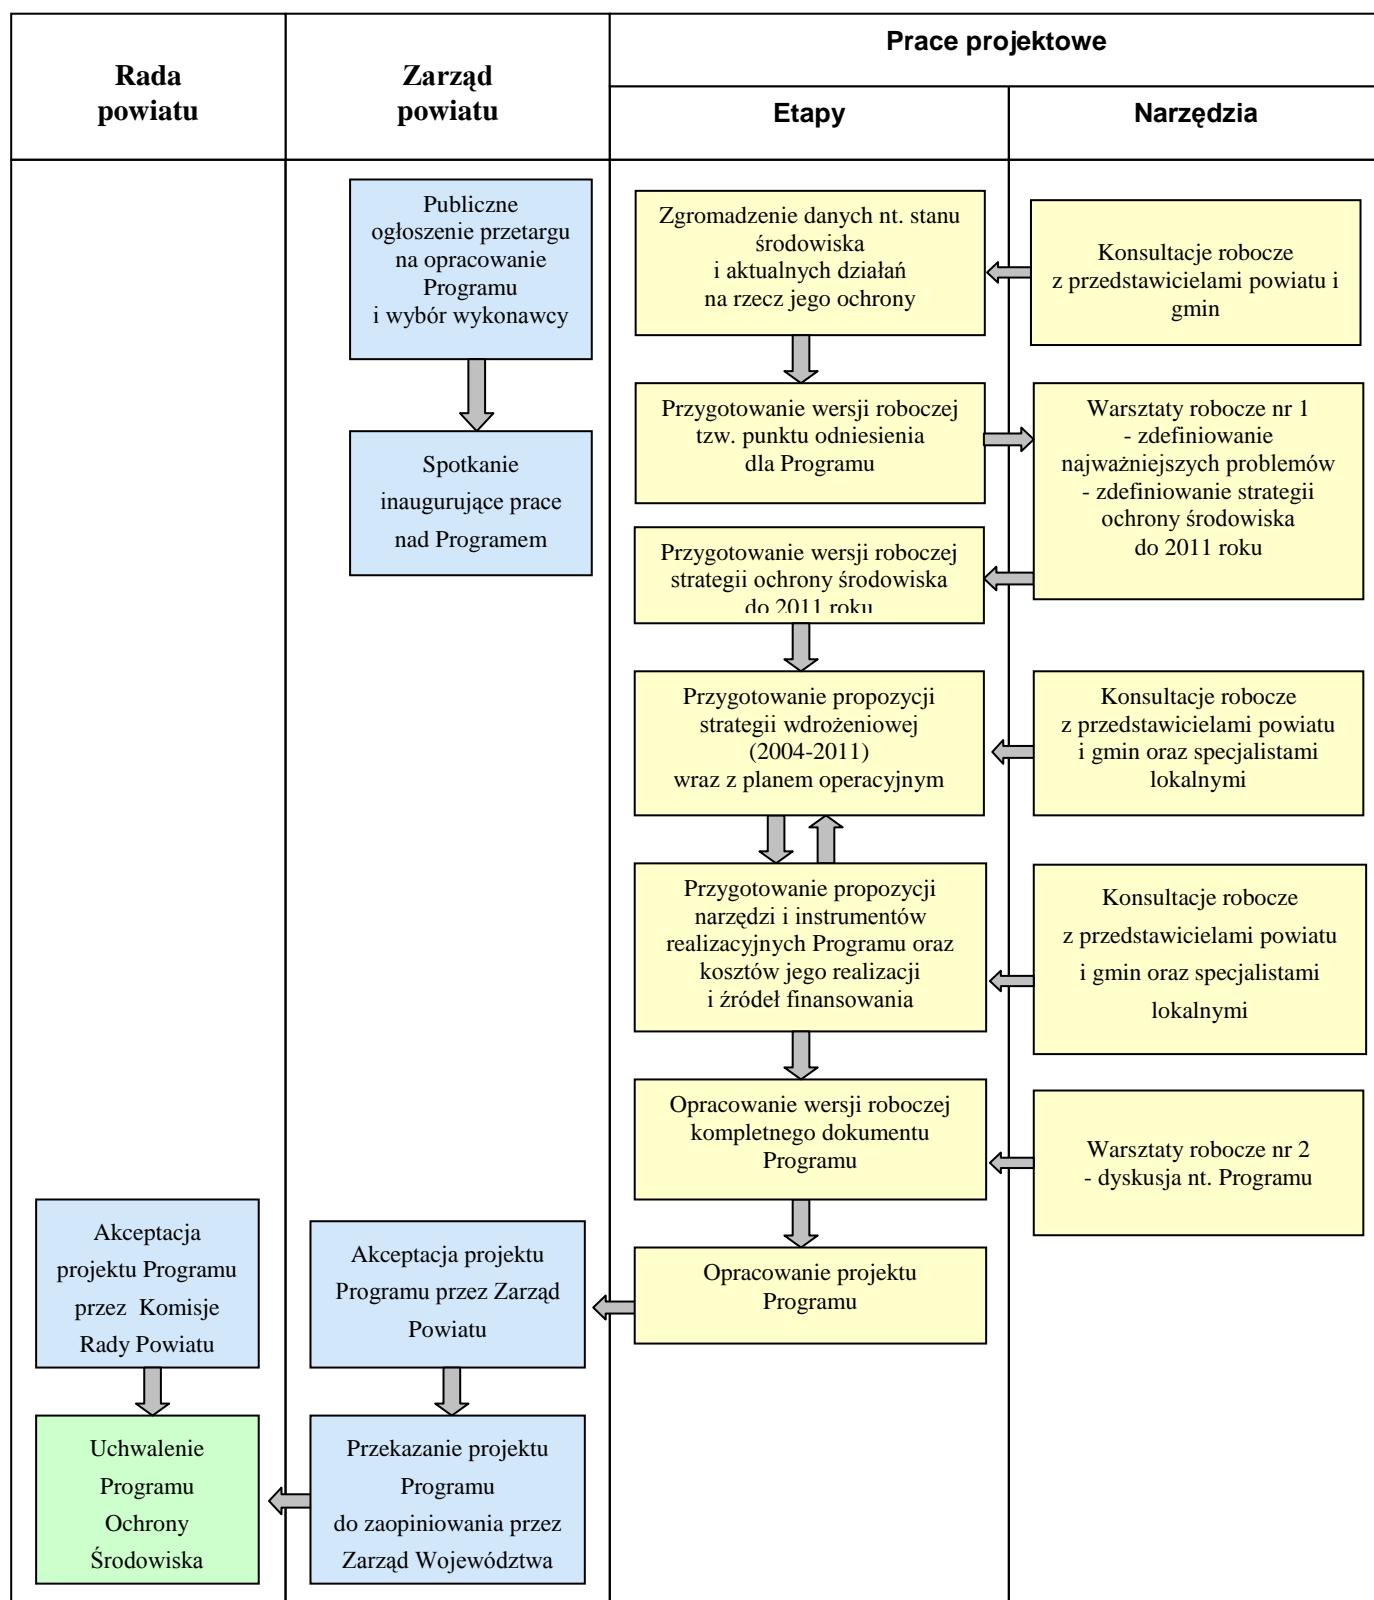 Rada
powiatu
Zarząd
powiatu
Prace projektowe
Etapy
Narzędzia
Publiczne
ogłoszenie przetargu
na opracowanie
Programu
i wybór wykonawcy
Spotkanie
inaugurujące prace
nad Programem
Zgromadzenie danych nt. stanu
środowiska
i aktualnych działań
na rzecz jego ochrony
Konsultacje robocze
z przedstawicielami powiatu i
gmin
Przygotowanie wersji roboczej
tzw. punktu odniesienia
dla Programu
Warsztaty robocze nr 1
- zdefiniowanie
najważniejszych problemów
- zdefiniowanie strategii
ochrony środowiska
do 2011 roku
Przygotowanie wersji roboczej
strategii ochrony środowiska
do 2011 roku
Przygotowanie propozycji
strategii wdrożeniowej
(2004-2011)
wraz z planem operacyjnym
Konsultacje robocze
z przedstawicielami powiatu
i gmin oraz specjalistami
lokalnymi
Przygotowanie propozycji
narzędzi i instrumentów
realizacyjnych Programu oraz
kosztów jego realizacji
i źródeł finansowania
Konsultacje robocze
z przedstawicielami powiatu
i gmin oraz specjalistami
lokalnymi
Opracowanie wersji roboczej
kompletnego dokumentu
Programu
Warsztaty robocze nr 2
- dyskusja nt. Programu
Opracowanie projektu
Programu
Akceptacja projektu
Programu przez Zarząd
Powiatu
Akceptacja
projektu Programu
przez Komisje
Rady Powiatu
Przekazanie projektu
Programu
do zaopiniowania przez
Zarząd Województwa
Uchwalenie
Programu
Ochrony
Środowiska